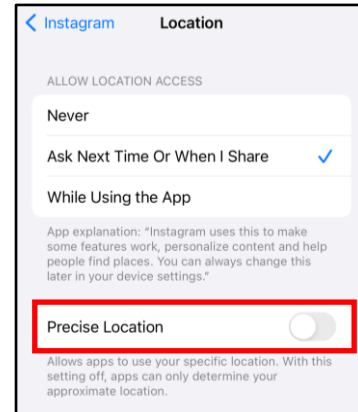 Instagram Location
ALLOW LOCATION ACCESS
Never
Ask Next Time Or When I Share
While Using the App
App explanation: “Instagram uses this to make
some features work, personalize content and help
people find places. You can always change this
later in your device settings.”
Precise Location
Allows apps to use your specific location. With this
setting off, apps can only determine your
approximate location.